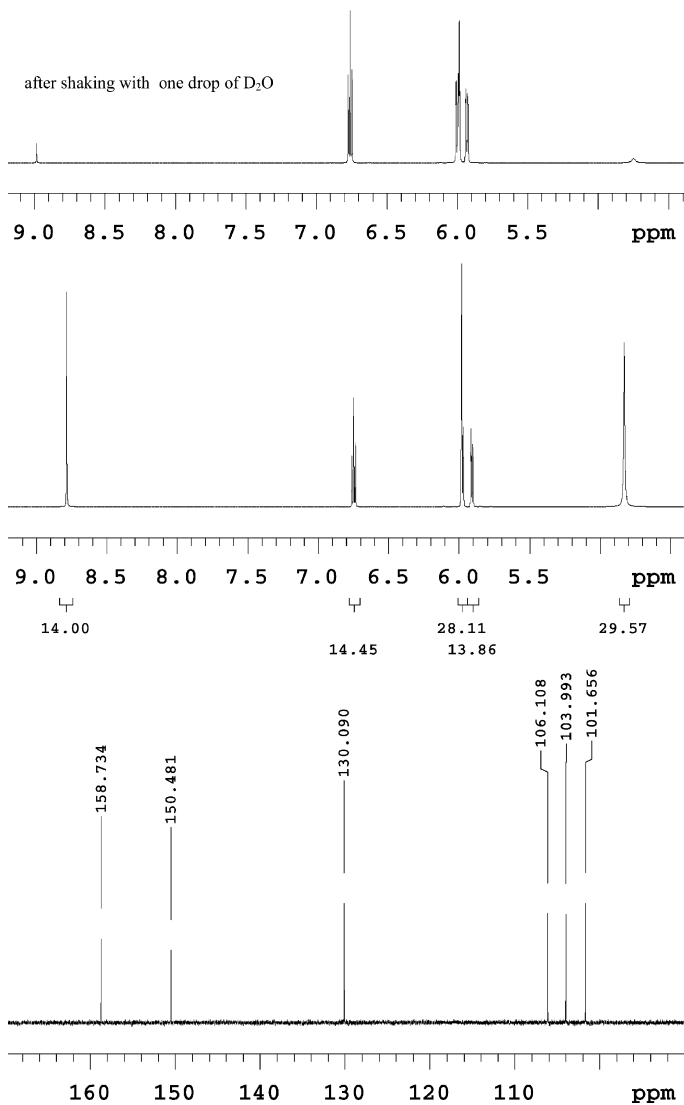 after shaking with one drop of D₂O
9.0 8.5 8.0 7.5 7.0 6.5 6.0 5.5 ppm
9.0 8.5 8.0 7.5 7.0 6.5 6.0 5.5 ppm
14.00 28.11 29.57
14.45 13.86
158.734
150.481
130.090
106.108
103.993
101.656
160 150 140 130 120 110 ppm